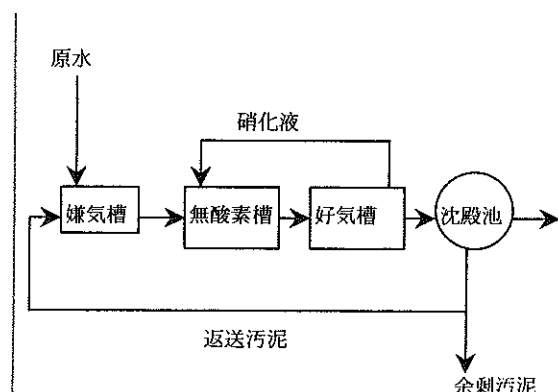 原水
硝化液
嫌気槽
無酸素槽
好気槽
沈殿池
返送汚泥
余剰汚泥